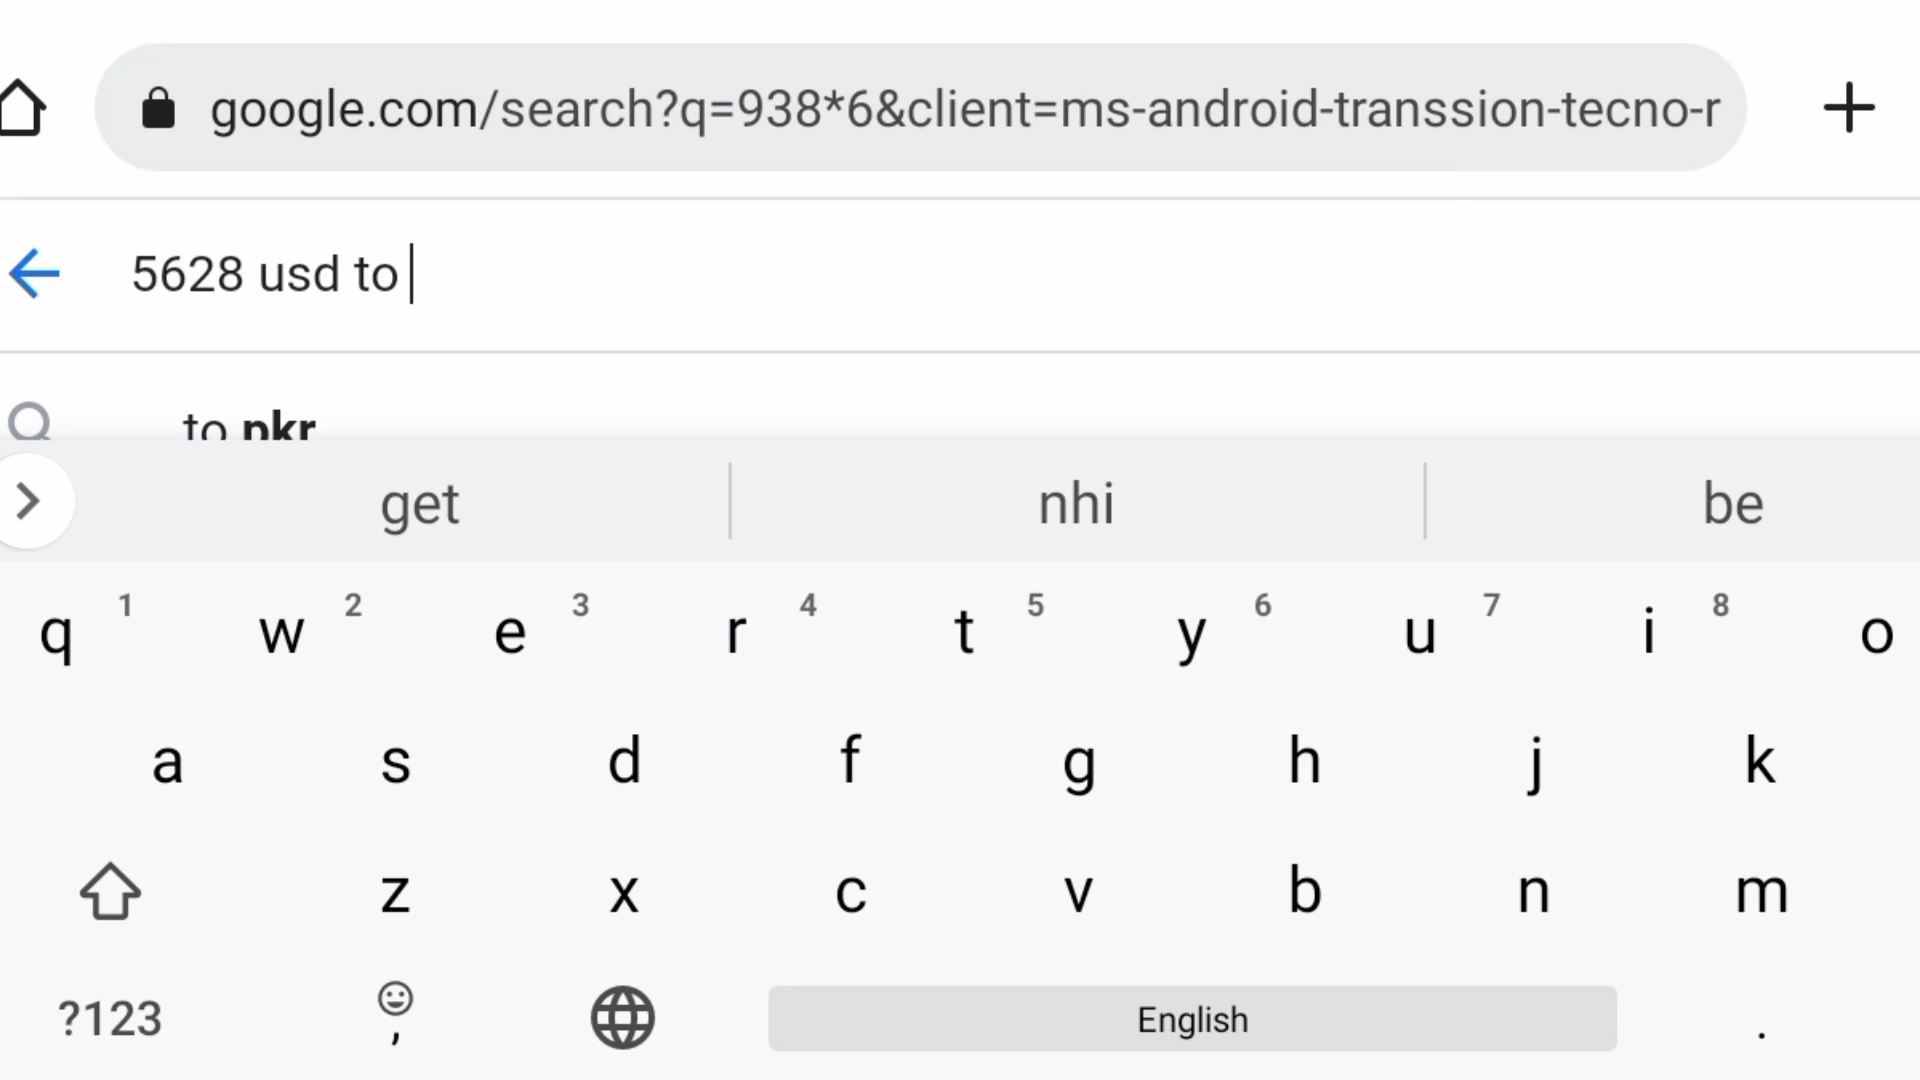 google.com/search?q=938*6&client=ms-android-transsion-tecno-r
5628 usd to
to pkr
get nhi be
q 1 w 2 e 3 r 4 t 5 y 6 u 7 i 8 o
a s d f g h j k
z x c v b n m
?123 , English .